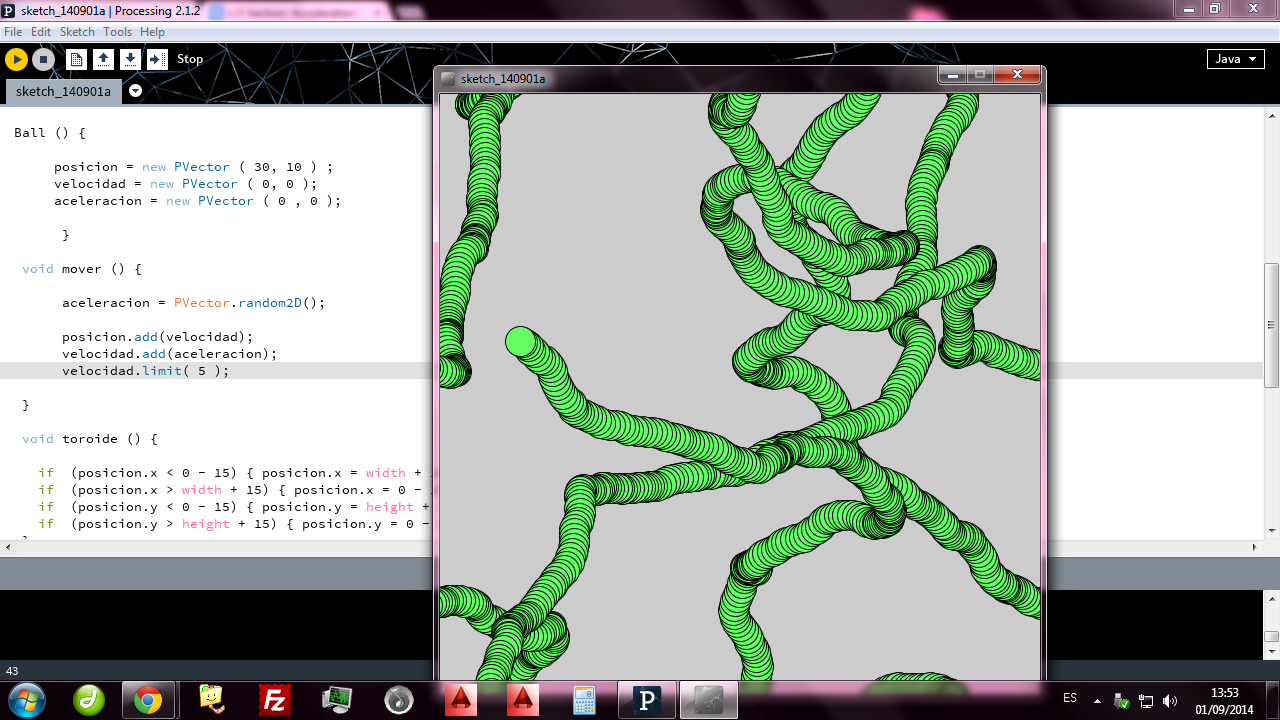 sketch_140901a | Processing 2.1.2
File Edit Sketch Tools Help
Stop
Java
sketch_140901a
sketch_140901a
Ball () {
posicion = new PVector ( 30, 10 ) ;
velocidad = new PVector ( 0, 0 );
aceleracion = new PVector ( 0 , 0 );
}
void mover () {
aceleracion = PVector.random2D();
posicion.add(velocidad);
velocidad.add(aceleracion);
velocidad.limit( 5 );
}
void toroide () {
if (posicion.x < 0 - 15) { posicion.x = width +
if (posicion.x > width + 15) { posicion.x = 0 -
if (posicion.y < 0 - 15) { posicion.y = height +
if (posicion.y > height + 15) { posicion.y = 0 -
43
ES
13:53
01/09/2014